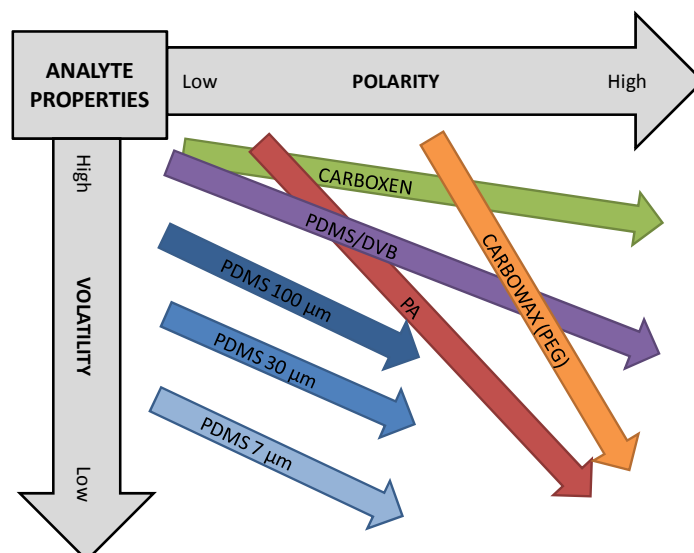 ANALYTE
PROPERTIES
Low
POLARITY
High
High
VOLATILITY
Low
CARBOXEN
PDMS/DVB
PDMS 100 µm
PDMS 30 µm
PDMS 7 µm
PA
CARBOWAX (PEG)